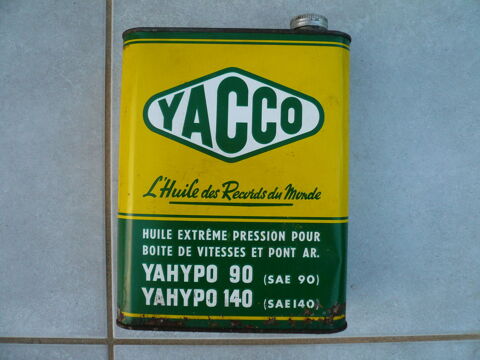 YACCO
L'Huile des Records du Monde
HUILE EXTRÊME PRESSION POUR
BOITE DE VITESSES ET PONT AR.
YAHYPO 90 (SAE 90)
YAHYPO 140 (SAE140)